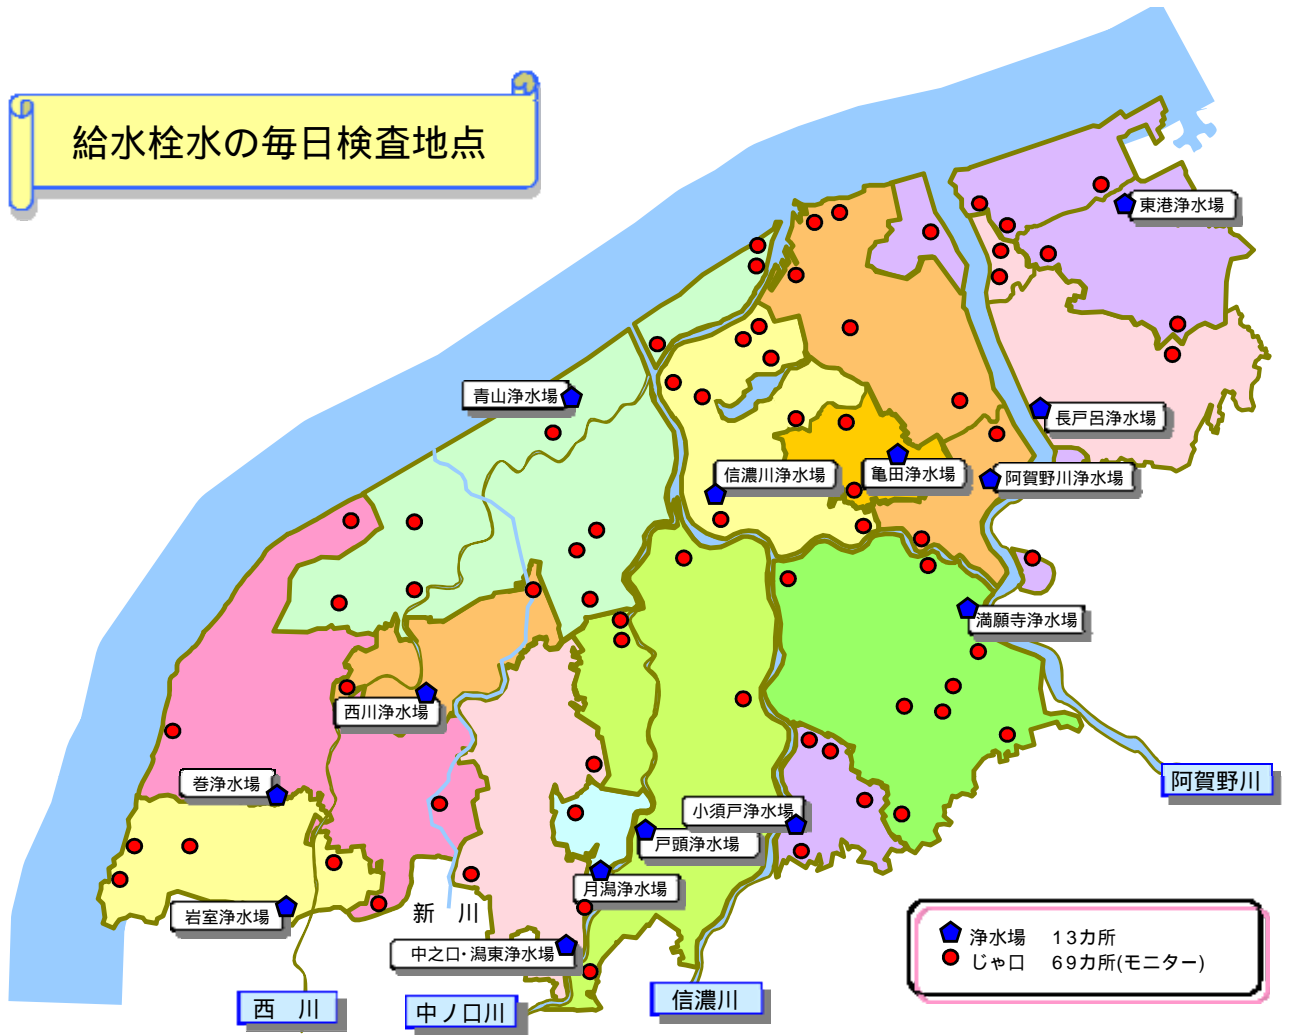 給水栓水の毎日検査地点
東港浄水場
青山浄水場
長戸呂浄水場
信濃川浄水場
亀田浄水場
阿賀野川浄水場
満願寺浄水場
西川浄水場
巻浄水場
阿賀野川
小須戸浄水場
戸頭浄水場
月潟浄水場
岩室浄水場
新 川
中之口・潟東浄水場
浄水場 13カ所
じゃ口 69カ所(モニター)
西 川
中ノ口川
信濃川